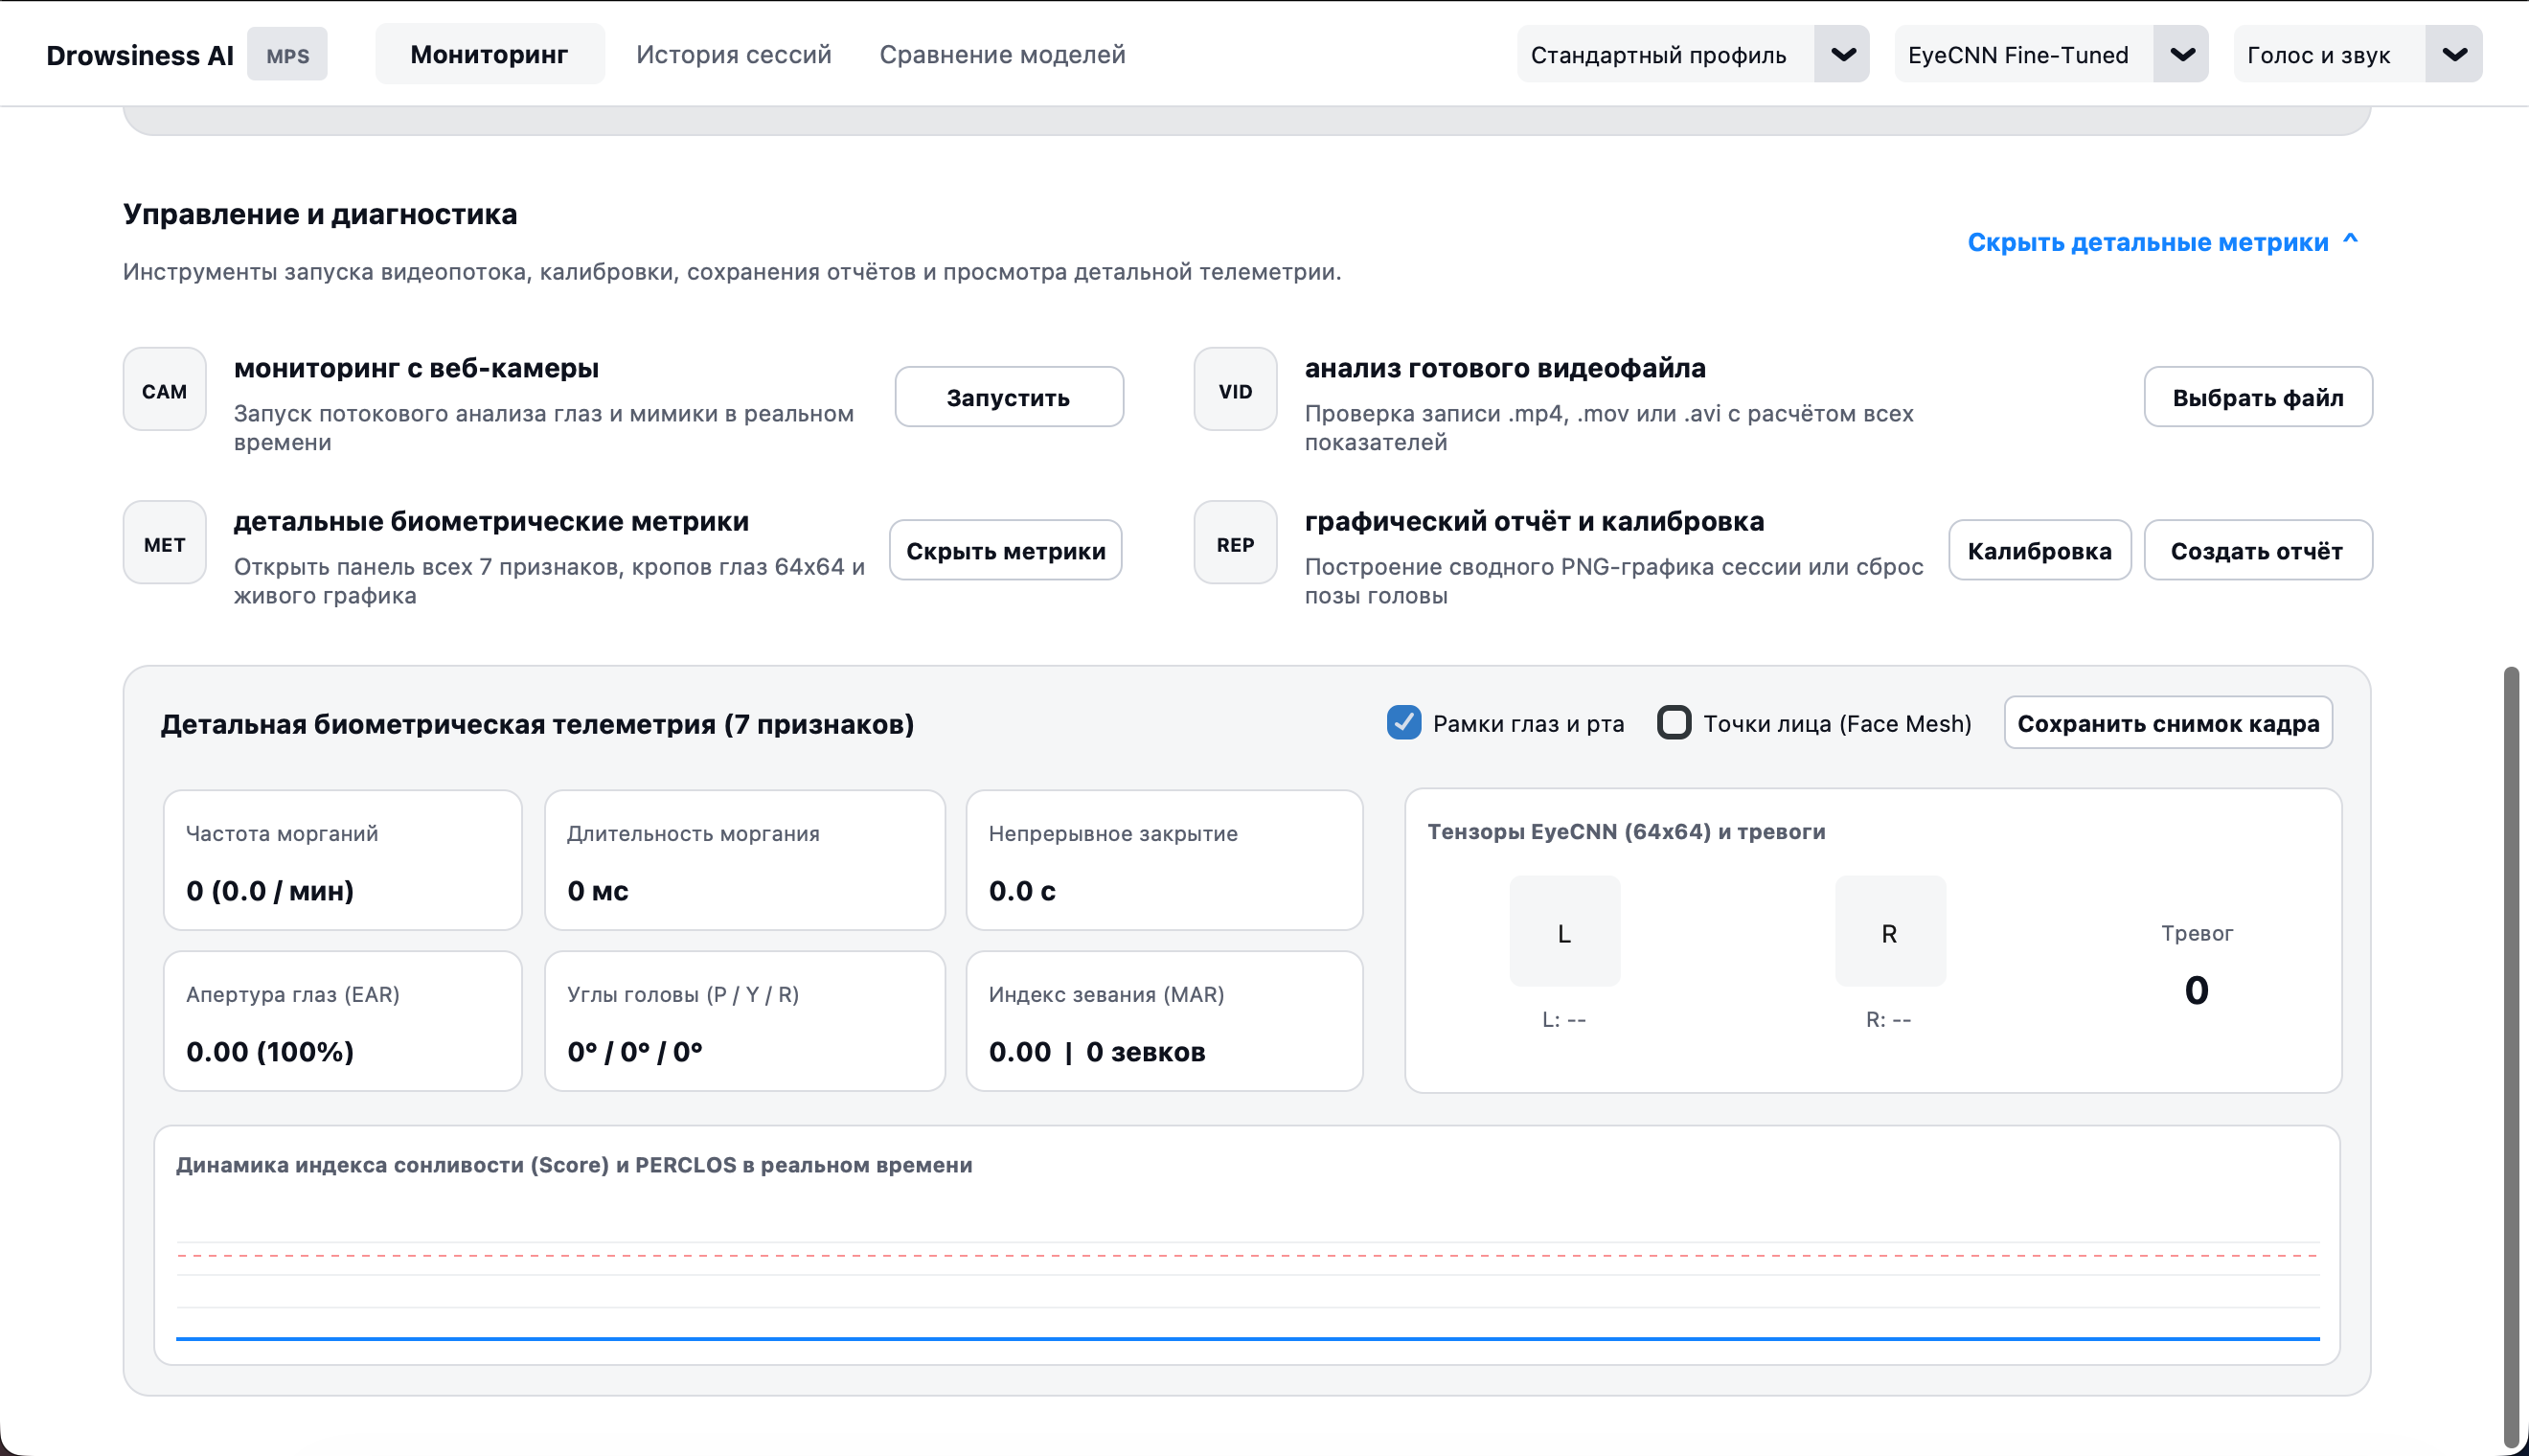 Drowsiness AI
MPS
Мониторинг
История сессий
Сравнение моделей
Стандартный профиль
EyeCNN Fine-Tuned
Голос и звук
Управление и диагностика
Скрыть детальные метрики ^
Инструменты запуска видеопотока, калибровки, сохранения отчётов и просмотра детальной телеметрии.
CAM
мониторинг с веб-камеры
Запуск потокового анализа глаз и мимики в реальном
времени
Запустить
VID
анализ готового видеофайла
Проверка записи .mp4, .mov или .avi с расчётом всех
показателей
Выбрать файл
MET
детальные биометрические метрики
Открыть панель всех 7 признаков, кропов глаз 64x64 и
живого графика
Скрыть метрики
REP
графический отчёт и калибровка
Построение сводного PNG-графика сессии или сброс
позы головы
Калибровка
Создать отчёт
Детальная биометрическая телеметрия (7 признаков)
Рамки глаз и рта
Точки лица (Face Mesh)
Сохранить снимок кадра
Частота морганий
0 (0.0 / мин)
Длительность моргания
0 мс
Непрерывное закрытие
0.0 с
Апертура глаз (EAR)
0.00 (100%)
Углы головы (P / Y / R)
0° / 0° / 0°
Индекс зевания (MAR)
0.00 | 0 зевков
Тензоры EyeCNN (64x64) и тревоги
L
R
L: --
R: --
Тревог
0
Динамика индекса сонливости (Score) и PERCLOS в реальном времени